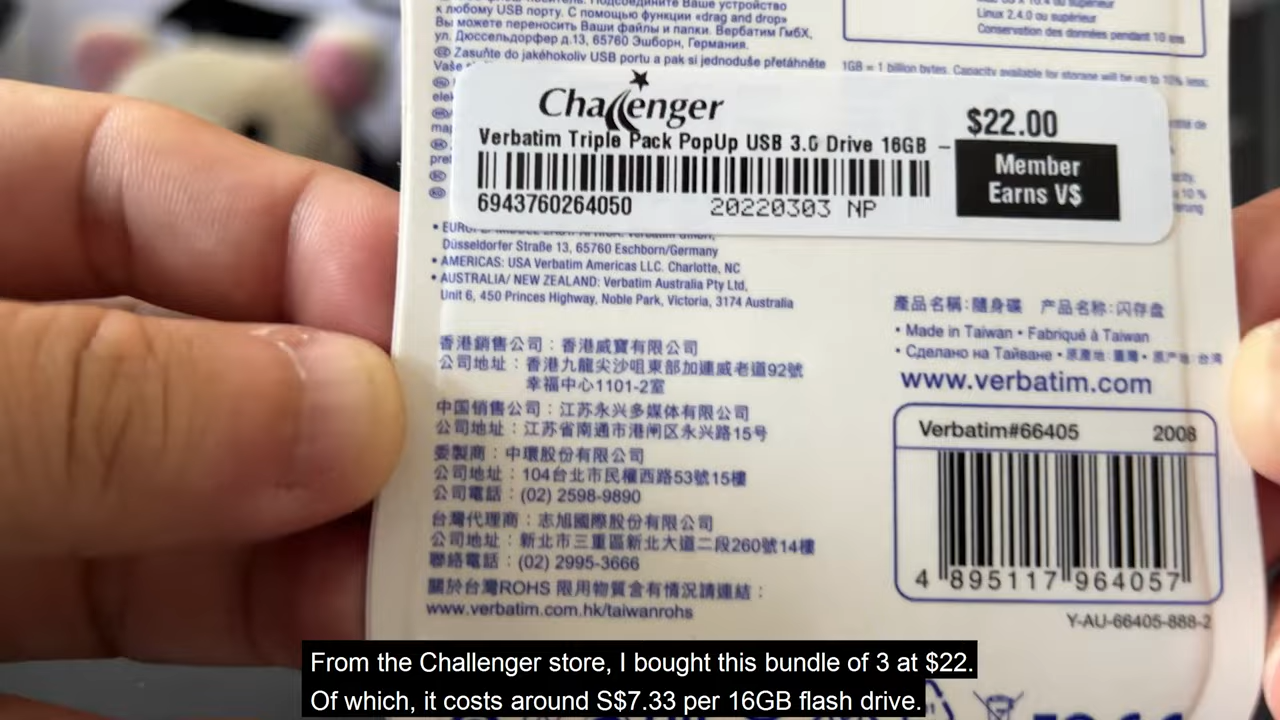 к любому USB порту. С помощью функции «drag and drop»
Вы можете переносить Ваши файлы и папки. Вербатим ГмбХ,
ул. Дюссельдорфер д.13, 65760 Эшборн, Германия.
Zasuňte do jakéhokoliv USB portu a pak si jednoduše přetáhněte
Vaše
Linux 2.4.0 ou supérieur
Conservation des données pendant 10 ans
1GB = 1 billion bytes. Capacity available for storage will be up to 10% less;
Challenger
$22.00
Verbatim Triple Pack PopUp USB 3.0 Drive 16GB –
Member
Earns V$
6943760264050 20220303 NP
Düsseldorfer Straße 13, 65760 Eschborn/Germany
• AMERICAS: USA Verbatim Americas LLC. Charlotte, NC
• AUSTRALIA/ NEW ZEALAND: Verbatim Australia Pty Ltd,
Unit 6, 450 Princes Highway, Noble Park, Victoria, 3174 Australia
香港銷售公司：香港威寶有限公司
公司地址：香港九龍尖沙咀東部加連威老道92號
幸福中心1101-2室
中国销售公司：江苏永兴多媒体有限公司
公司地址：江苏省南通市港闸区永兴路15号
委製商：中環股份有限公司
公司地址：104台北市民權西路53號15樓
公司電話：(02) 2598-9890
台灣代理商：志旭國際股份有限公司
公司地址：新北市三重區新北大道二段260號14樓
聯絡電話：(02) 2995-3666
關於台灣ROHS 限用物質含有情況請連結：
www.verbatim.com.hk/taiwanrohs
產品名稱:隨身碟 产品名称:闪存盘
• Made in Taiwan • Fabriqué à Taiwan
• Сделано на Тайване • 原產地:臺灣 • 原产地:台湾
www.verbatim.com
Verbatim#66405 2008
4 895117 964057
Y-AU-66405-888-2
From the Challenger store, I bought this bundle of 3 at $22.
Of which, it costs around S$7.33 per 16GB flash drive.